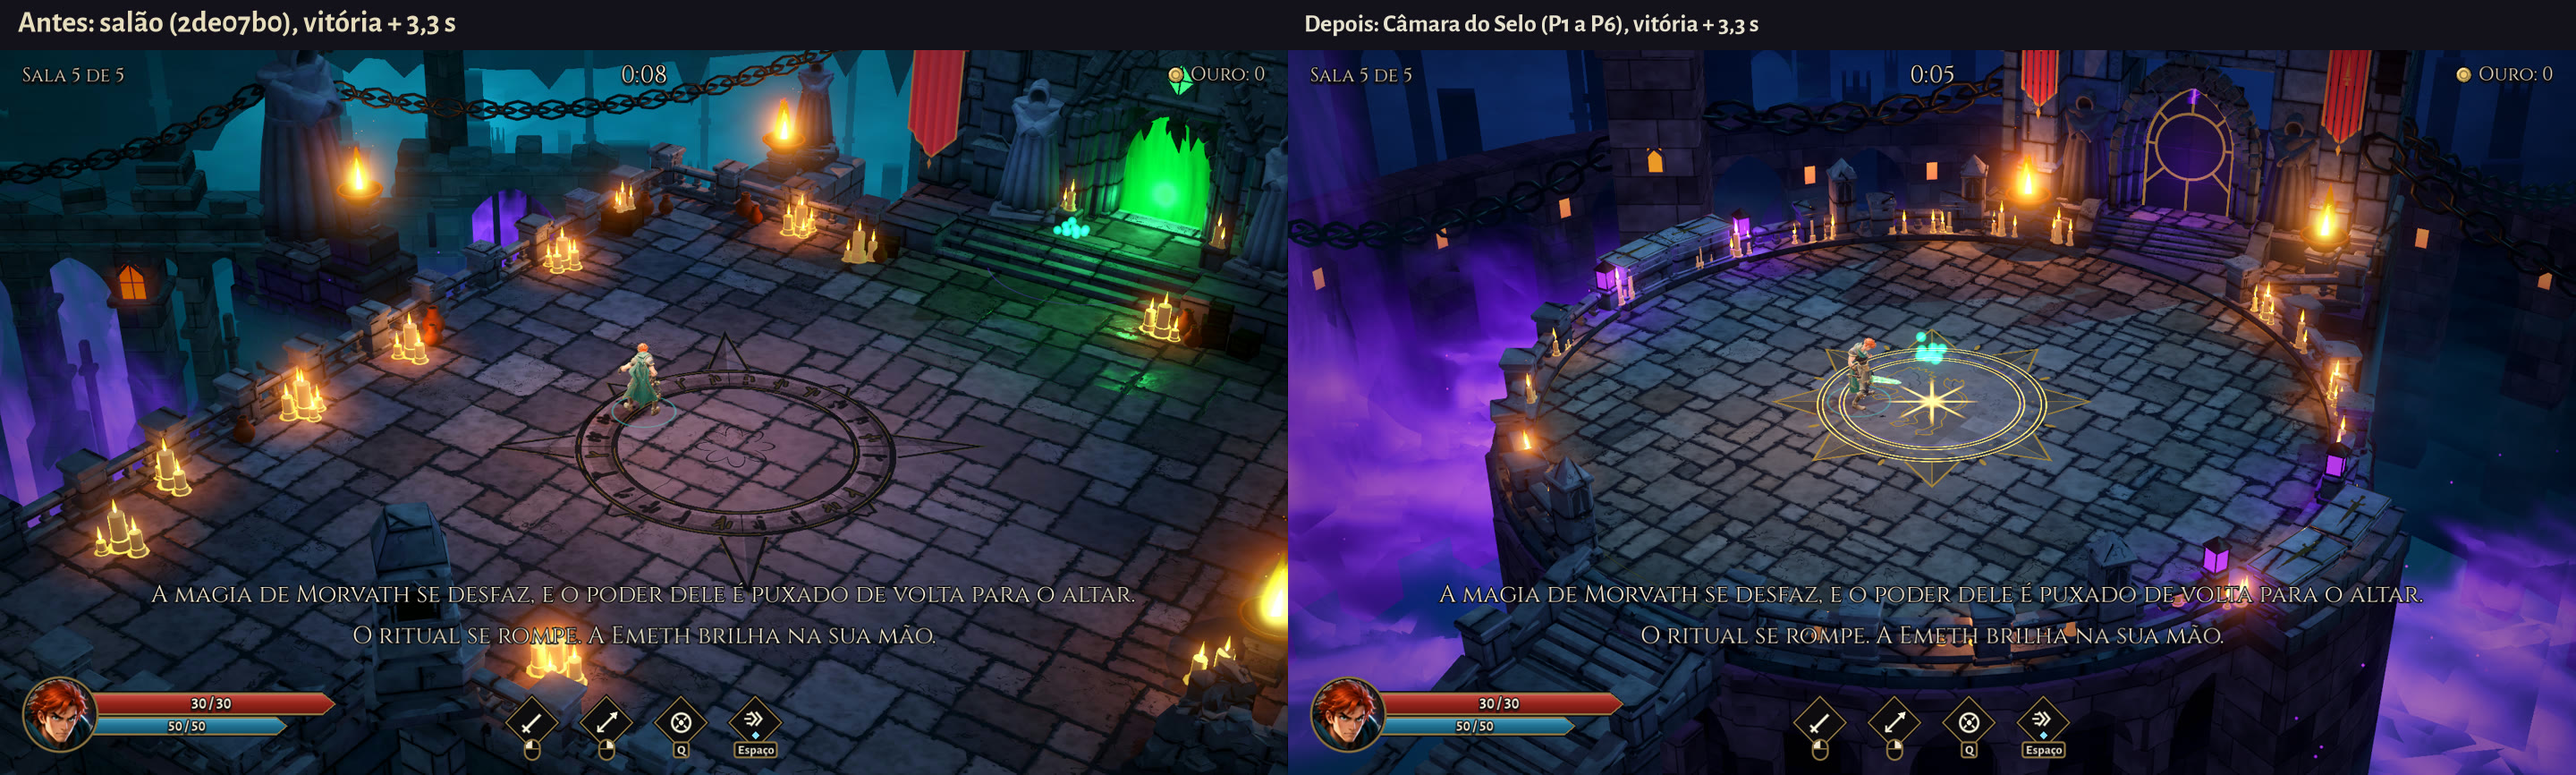 Antes: salão (2de07b0), vitória + 3,3 s
SALA 5 DE 5
0:08
OURO: 0
A MAGIA DE MORVATH SE DESFAZ, E O PODER DELE É PUXADO DE VOLTA PARA O ALTAR.
O RITUAL SE ROMPE. A EMETH BRILHA NA SUA MÃO.
30/30
50/50
Q
Espaço
Depois: Câmara do Selo (P1 a P6), vitória + 3,3 s
SALA 5 DE 5
0:05
OURO: 0
A MAGIA DE MORVATH SE DESFAZ, E O PODER DELE É PUXADO DE VOLTA PARA O ALTAR.
O RITUAL SE ROMPE. A EMETH BRILHA NA SUA MÃO.
30/30
50/50
Q
Espaço